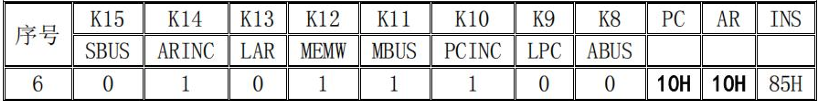 序号 K15 K14 K13 K12 K11 K10 K9 K8 PC AR INS
SBUS ARINC LAR MEMW MBUS PCINC LPC ABUS
6 0 1 0 1 1 1 0 0 10H 10H 85H